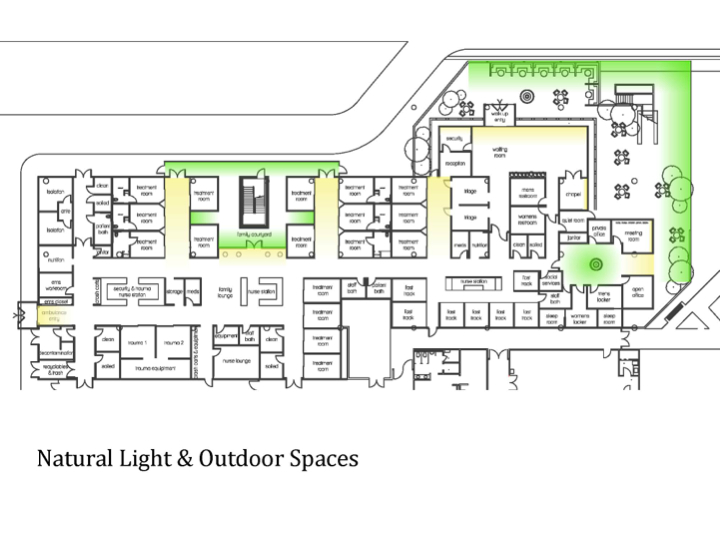 walk up
entry
security
waiting
room
reception
isolation
clean
treatment
room
treatment
room
treatment
room
treatment
room
treatment
room
triage
mens
restroom
chapel
ems
soiled
treatment
room
treatment
room
triage
womens
restroom
quiet room
private
office
meeting
room
isolation
patient
bath
family courtyard
janitor
treatment
room
treatment
room
treatment
room
treatment
room
treatment
room
meds
nutrition
clean
soiled
nutrition
ems
workroom
security & trauma
nurse station
storage
meds
family
lounge
nurse station
treatment
room
staff
bath
patient
bath
fast
track
nurse station
fast
track
social
services
staff
bath
mens
locker
open
office
ems closet
ambulance
entry
treatment
room
fast
track
fast
track
fast
track
fast
track
fast
track
sleep
room
womens
locker
sleep
room
decontamination
clean
trauma 1
trauma 2
equipment
staff
bath
clean
treatment
room
recyclables
& trash
soiled
trauma equipment
nurse lounge
soiled
treatment
room
Natural Light & Outdoor Spaces